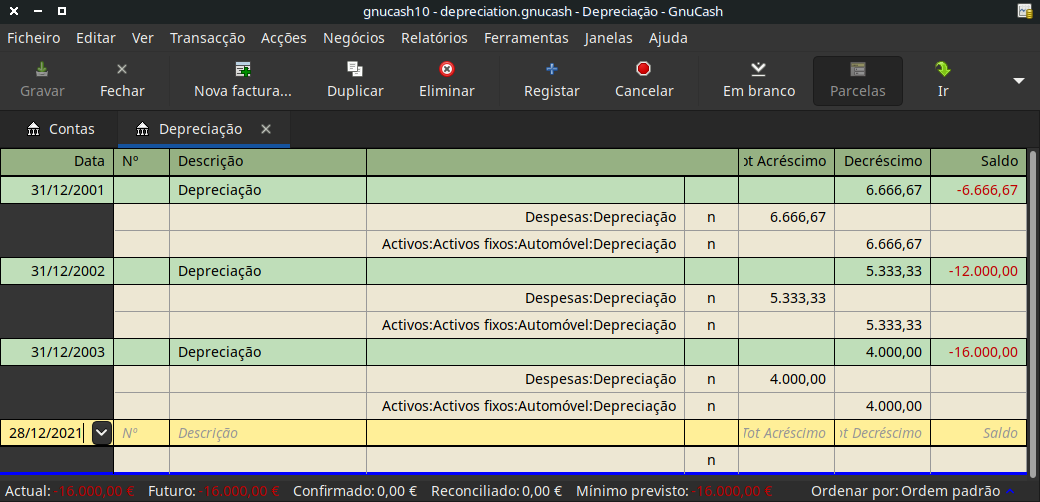 gnucash10 - depreciation.gnucash - Depreciação - GnuCash
Ficheiro Editar Ver Transacção Acções Negócios Relatórios Ferramentas Janelas Ajuda
Gravar Fechar Nova factura... Duplicar Eliminar Registar Cancelar Em branco Parcelas Ir
Contas Depreciação
Data Nº Descrição ot Acréscimo Decréscimo Saldo
31/12/2001 Depreciação 6.666,67 -6.666,67
Despesas:Depreciação n 6.666,67
Activos:Activos fixos:Automóvel:Depreciação n 6.666,67
31/12/2002 Depreciação 5.333,33 -12.000,00
Despesas:Depreciação n 5.333,33
Activos:Activos fixos:Automóvel:Depreciação n 5.333,33
31/12/2003 Depreciação 4.000,00 -16.000,00
Despesas:Depreciação n 4.000,00
Activos:Activos fixos:Automóvel:Depreciação n 4.000,00
28/12/2021 Nº Descrição Tot Acréscimo ot Decréscimo Saldo
n
Actual: -16.000,00 € Futuro: -16.000,00 € Confirmado: 0,00 € Reconciliado: 0,00 € Mínimo previsto: -16.000,00 € Ordenar por: Ordem padrão